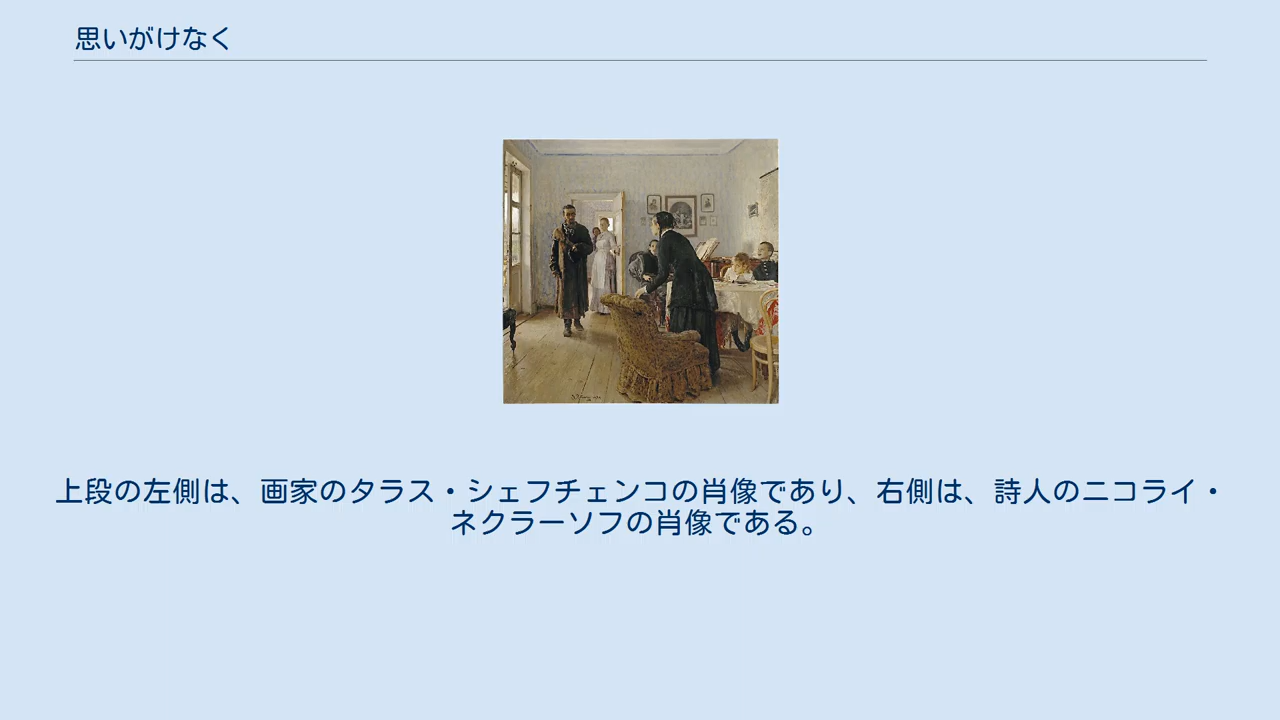 思いがけなく
上段の左側は、画家のタラス・シェフチェンコの肖像であり、右側は、詩人のニコライ・
ネクラーソフの肖像である。